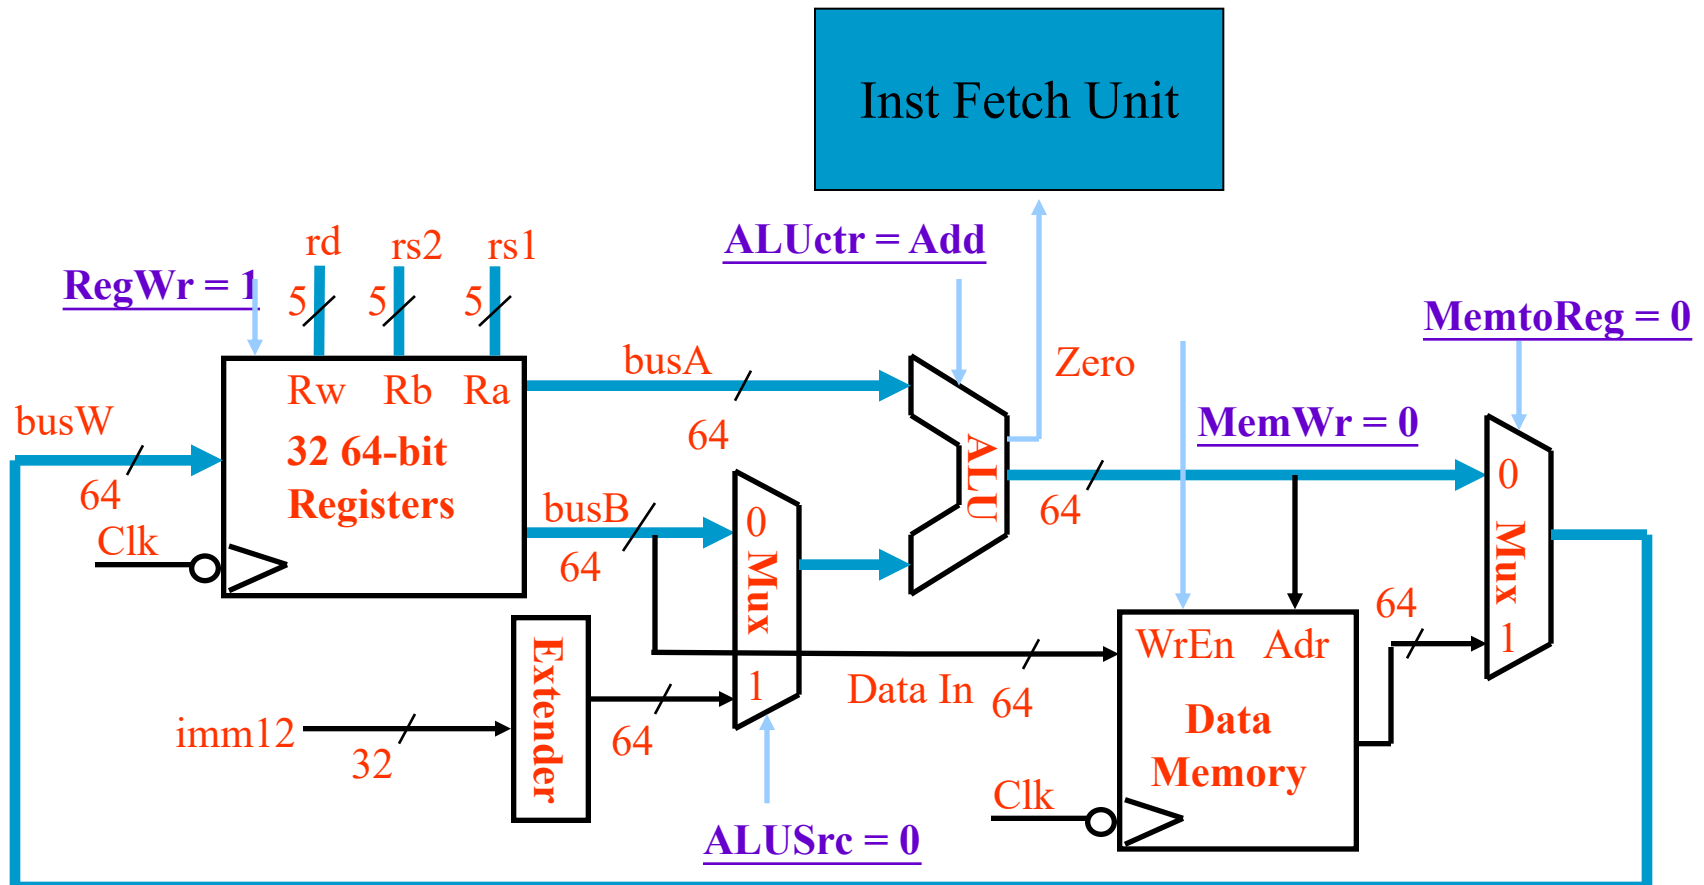 Inst Fetch Unit
rd
rs2
rs1
ALUctr = Add
RegWr = 1
5
5
5
MemtoReg = 0
busA
Zero
Rw
Rb
Ra
busW
64
MemWr = 0
32 64-bit
Registers
ALU
0
64
busB
0
64
Clk
64
Mux
Mux
64
Extender
WrEn
Adr
1
1
Data In
64
imm12
64
32
Data
Memory
Clk
ALUSrc = 0